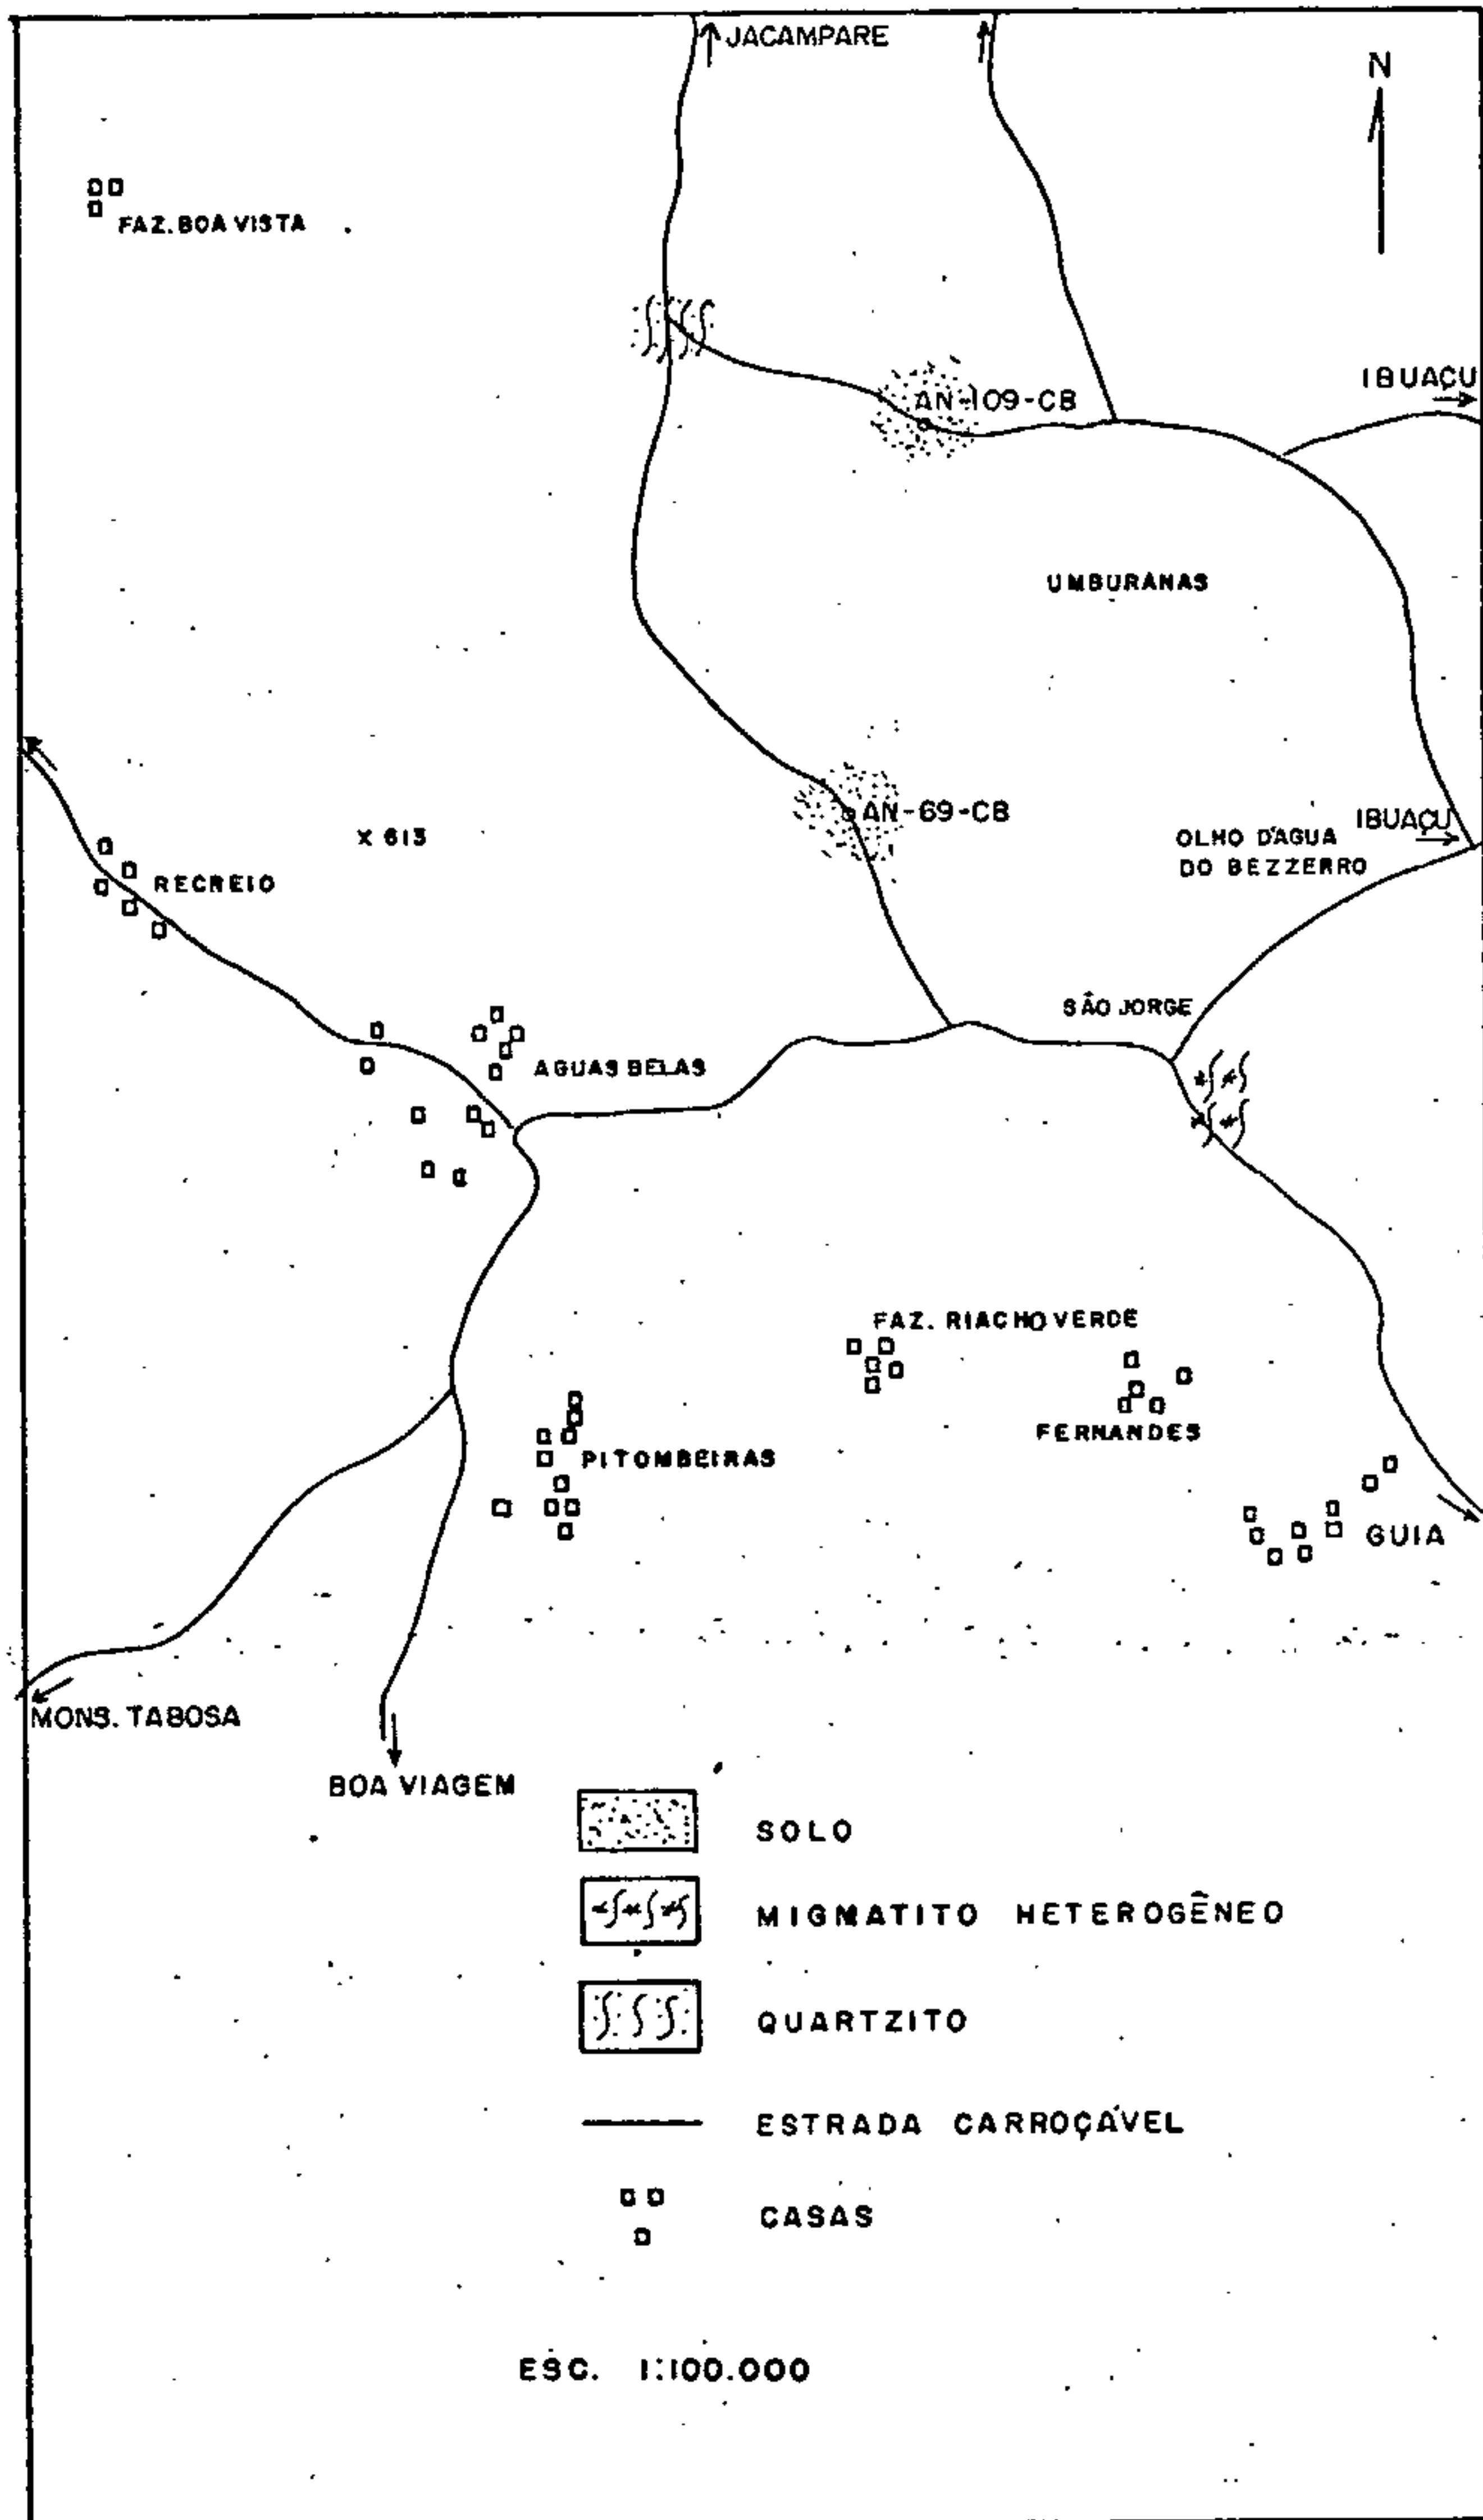 JACAMPARE
N
FAZ. BOA VISTA
IBUAÇU
AN-109-CB
UMBURANAS
AN-69-CB
X 613
IBUAÇU
OLHO D'AGUA
DO BEZZERRO
RECREIO
SÃO JORGE
AGUAS BELAS
FAZ. RIACHO VERDE
FERNANDES
PITOMBEIRAS
GUIA
MONS. TABOSA
BOA VIAGEM
SOLO
MIGMATITO HETEROGÊNEO
QUARTZITO
ESTRADA CARROÇÁVEL
CASAS
ESC. 1:100.000